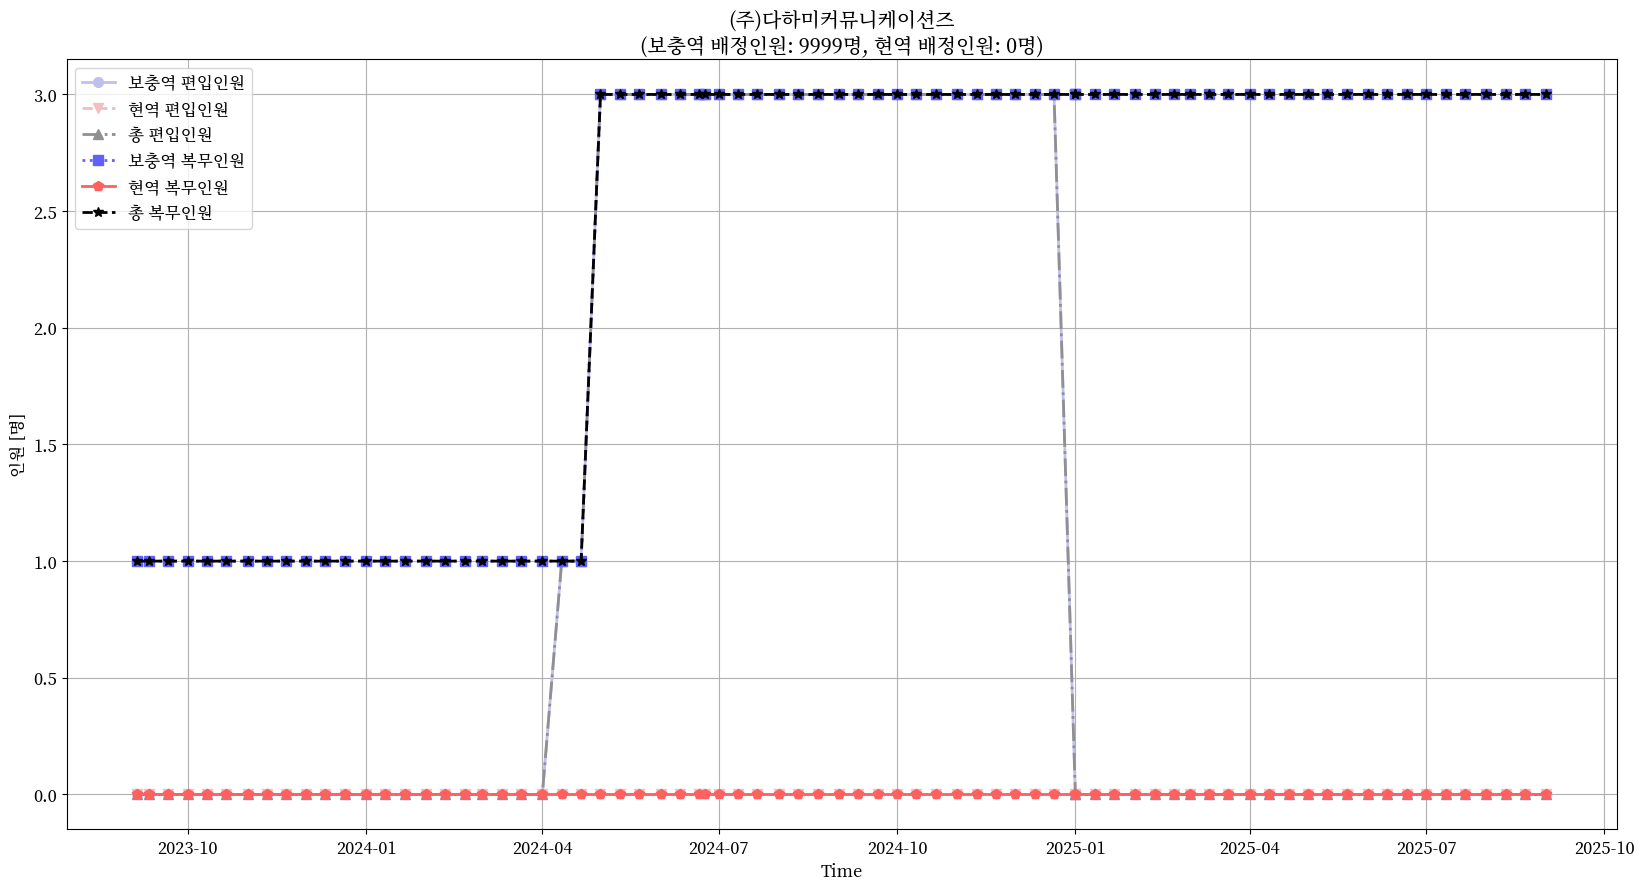 (주)다하미커뮤니케이션즈
(보충역 배정인원: 9999명, 현역 배정인원: 0명)
보충역 편입인원
현역 편입인원
총 편입인원
보충역 복무인원
현역 복무인원
총 복무인원
3.0
2.5
2.0
1.5
1.0
0.5
0.0
인원 [명]
2023-10
2024-01
2024-04
2024-07
2024-10
2025-01
2025-04
2025-07
2025-10
Time